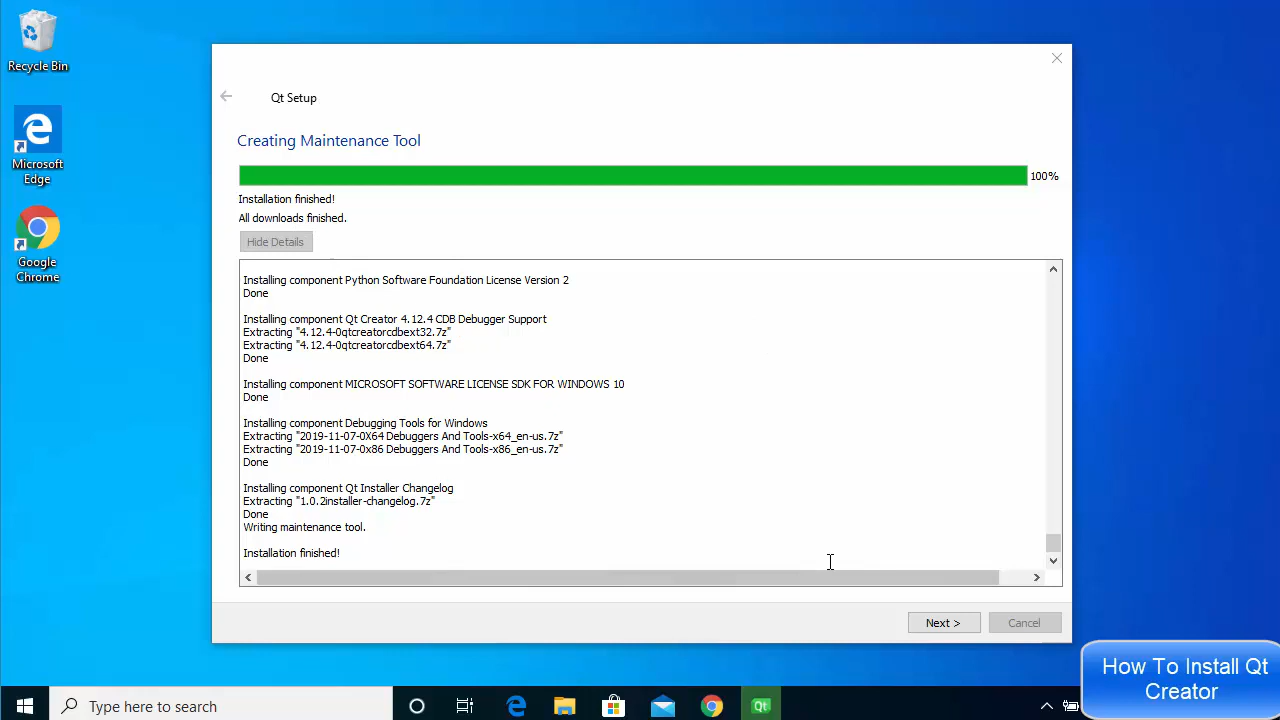 Recycle Bin
Microsoft
Edge
Google
Chrome
Qt Setup
Creating Maintenance Tool
100%
Installation finished!
All downloads finished.
Hide Details
Installing component Python Software Foundation License Version 2
Done
Installing component Qt Creator 4.12.4 CDB Debugger Support
Extracting "4.12.4-0qtcreatorcdbext32.7z"
Extracting "4.12.4-0qtcreatorcdbext64.7z"
Done
Installing component MICROSOFT SOFTWARE LICENSE SDK FOR WINDOWS 10
Done
Installing component Debugging Tools for Windows
Extracting "2019-11-07-0X64 Debuggers And Tools-x64_en-us.7z"
Extracting "2019-11-07-0x86 Debuggers And Tools-x86_en-us.7z"
Done
Installing component Qt Installer Changelog
Extracting "1.0.2installer-changelog.7z"
Done
Writing maintenance tool.
Installation finished!
Next >
Cancel
How To Install Qt
Creator
Type here to search
Qt